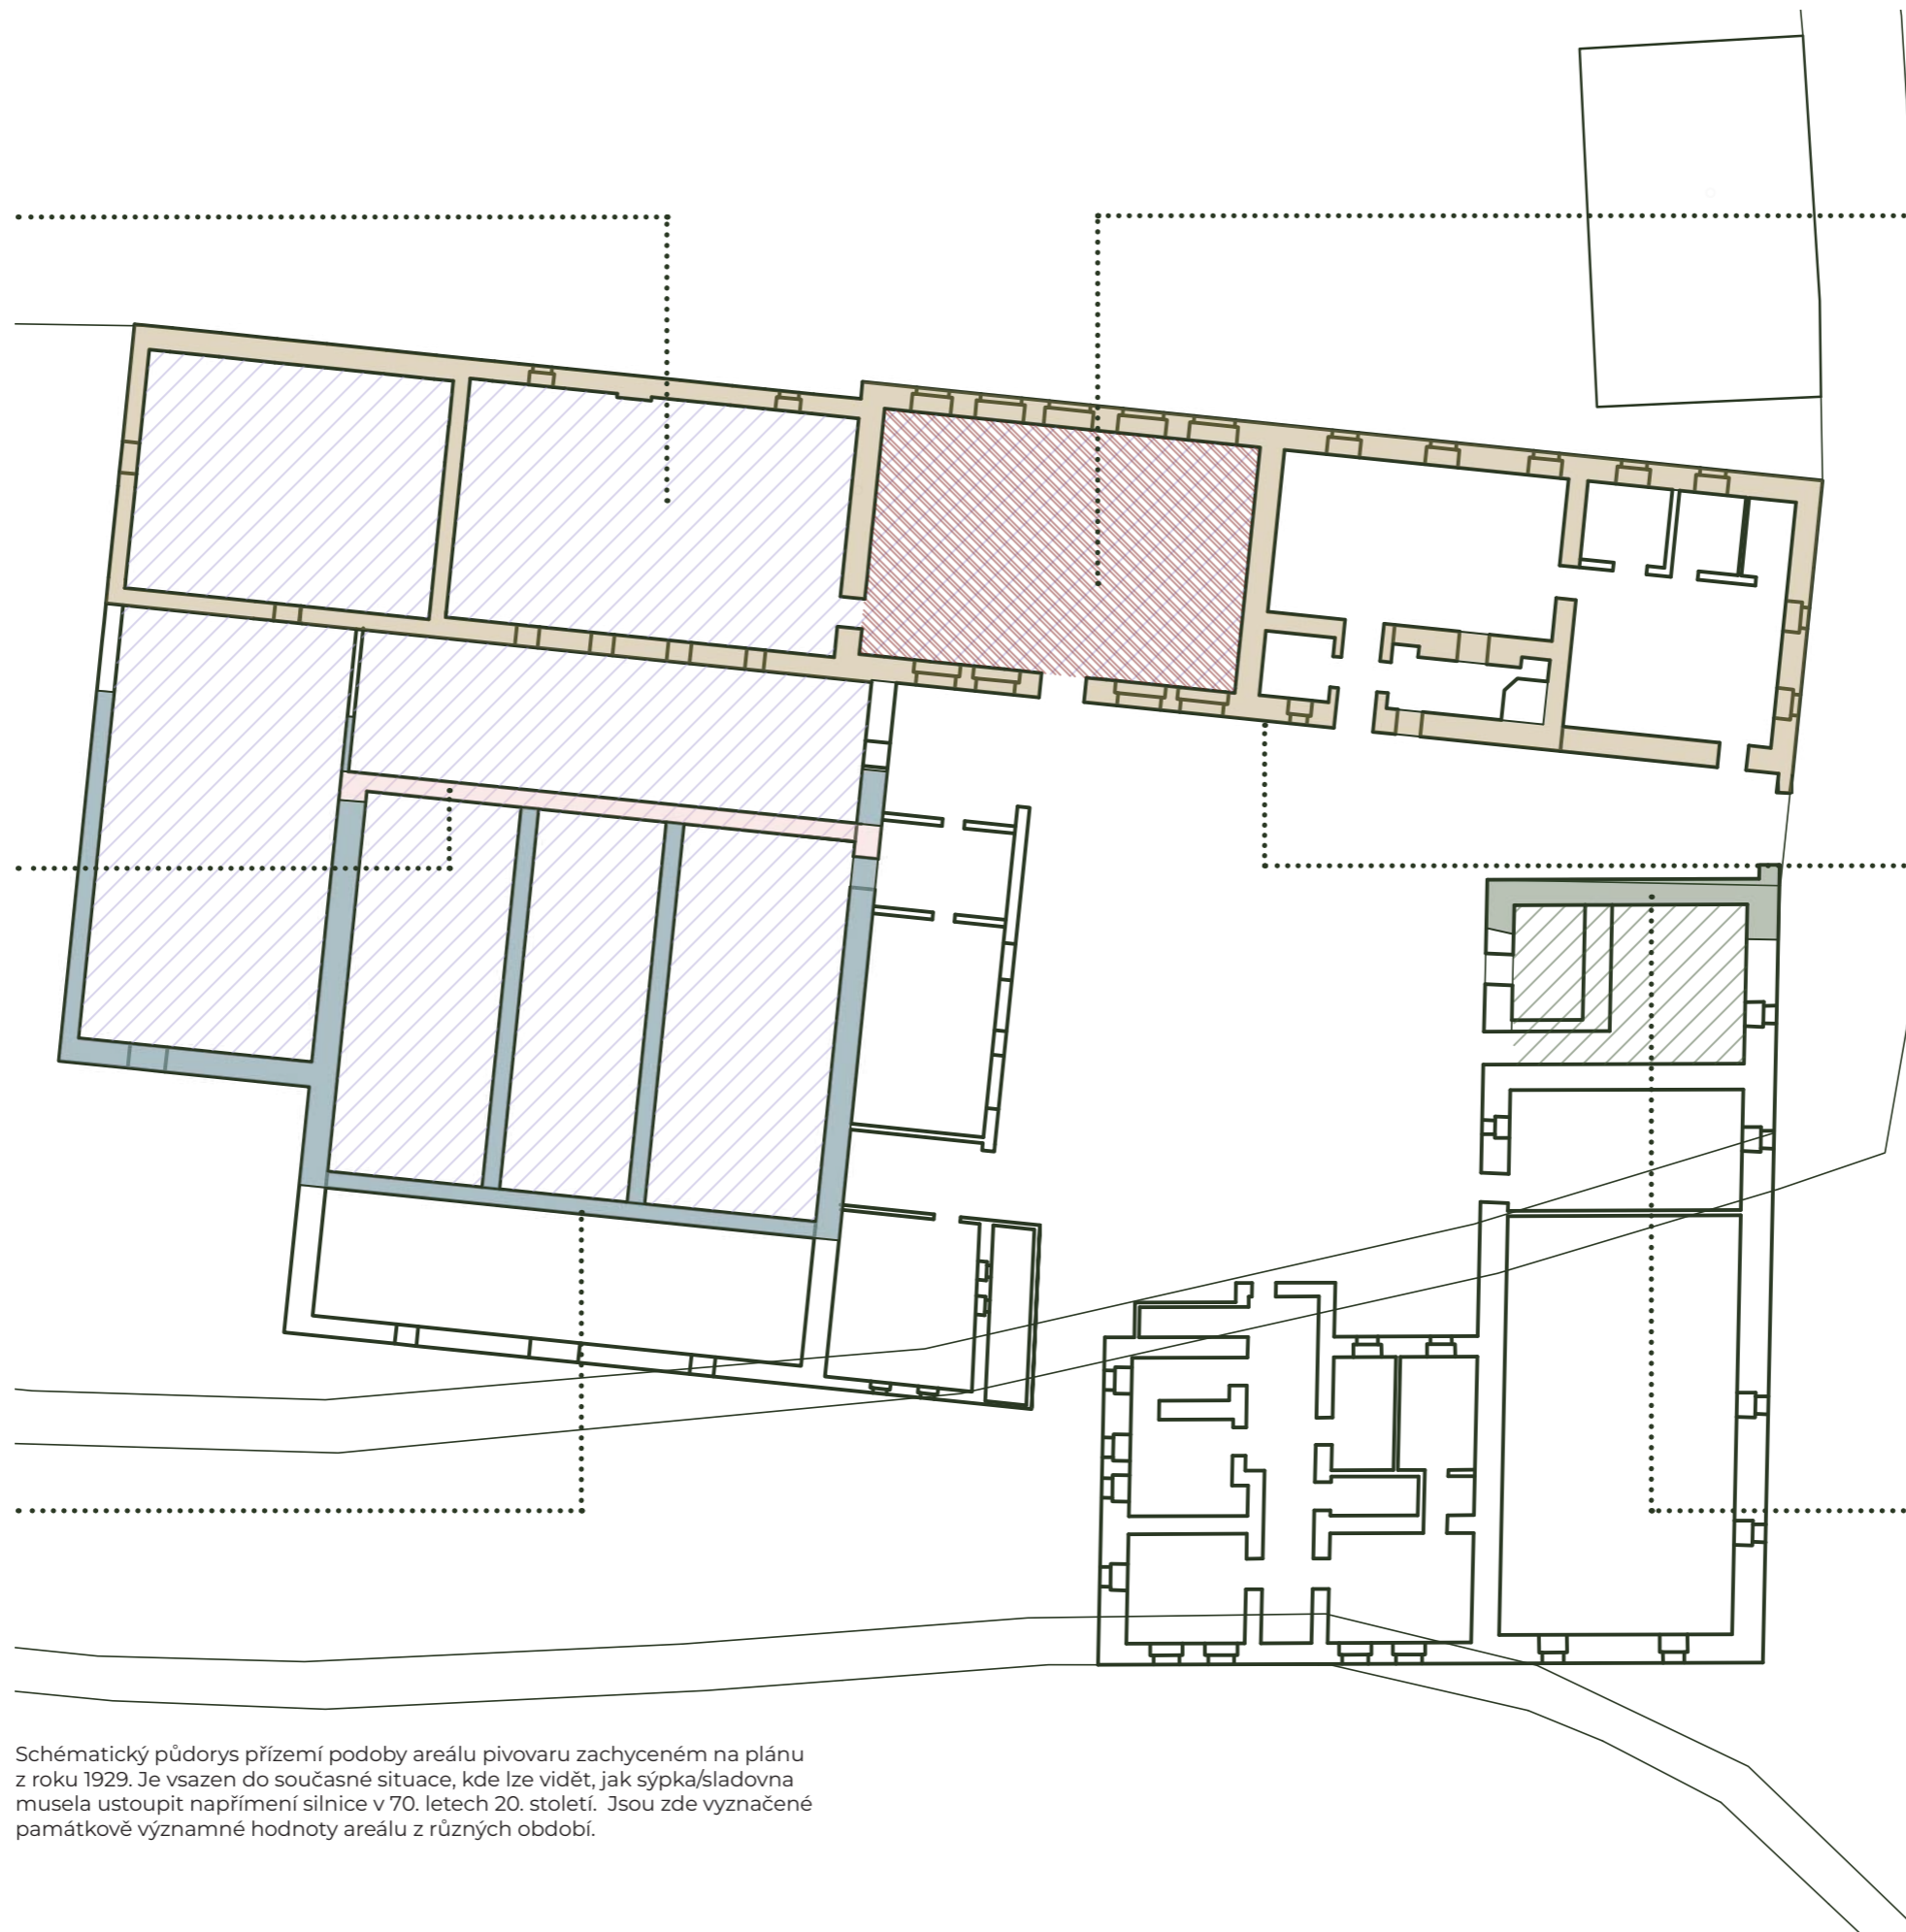 Schématický půdorys přízemí podoby areálu pivovaru zachyceném na plánu
z roku 1929. Je vsazen do současné situace, kde lze vidět, jak sýpka/sladovna
musela ustoupit napřímení silnice v 70. letech 20. století.  Jsou zde vyznačené
památkově významné hodnoty areálu z různých období.